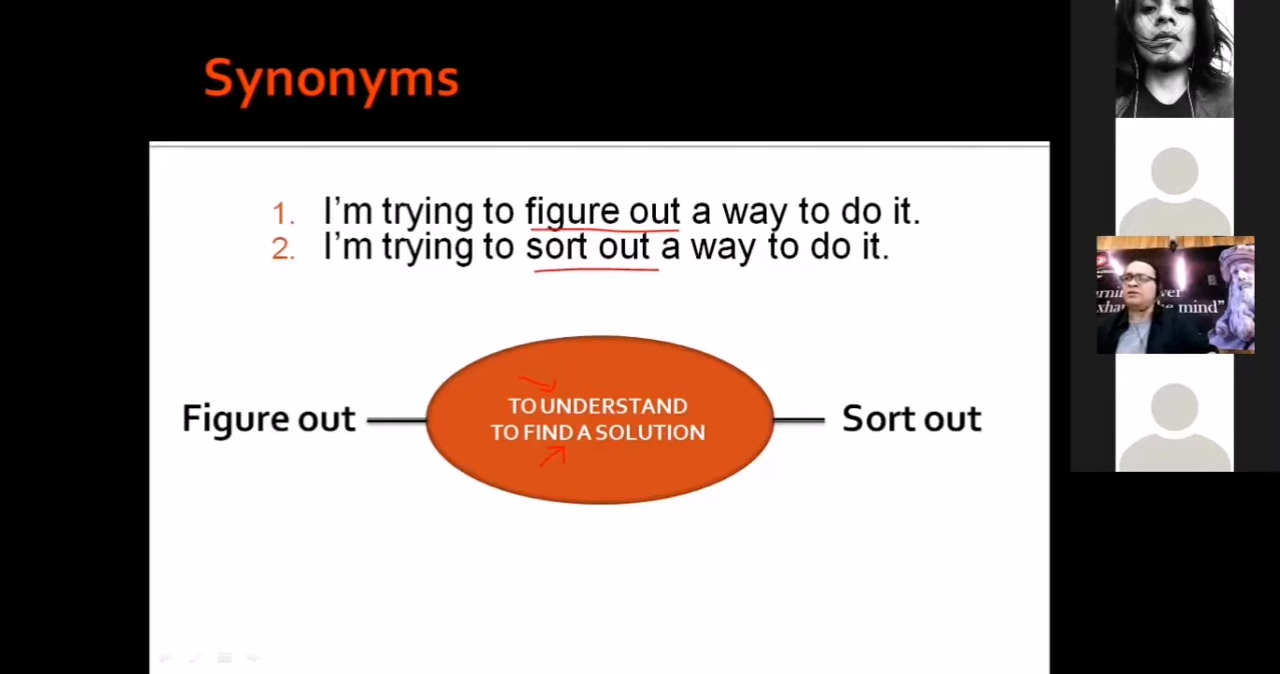 Synonyms
1. I'm trying to figure out a way to do it.
2. I'm trying to sort out a way to do it.
Figure out
TO UNDERSTAND
TO FIND A SOLUTION
Sort out
mind”